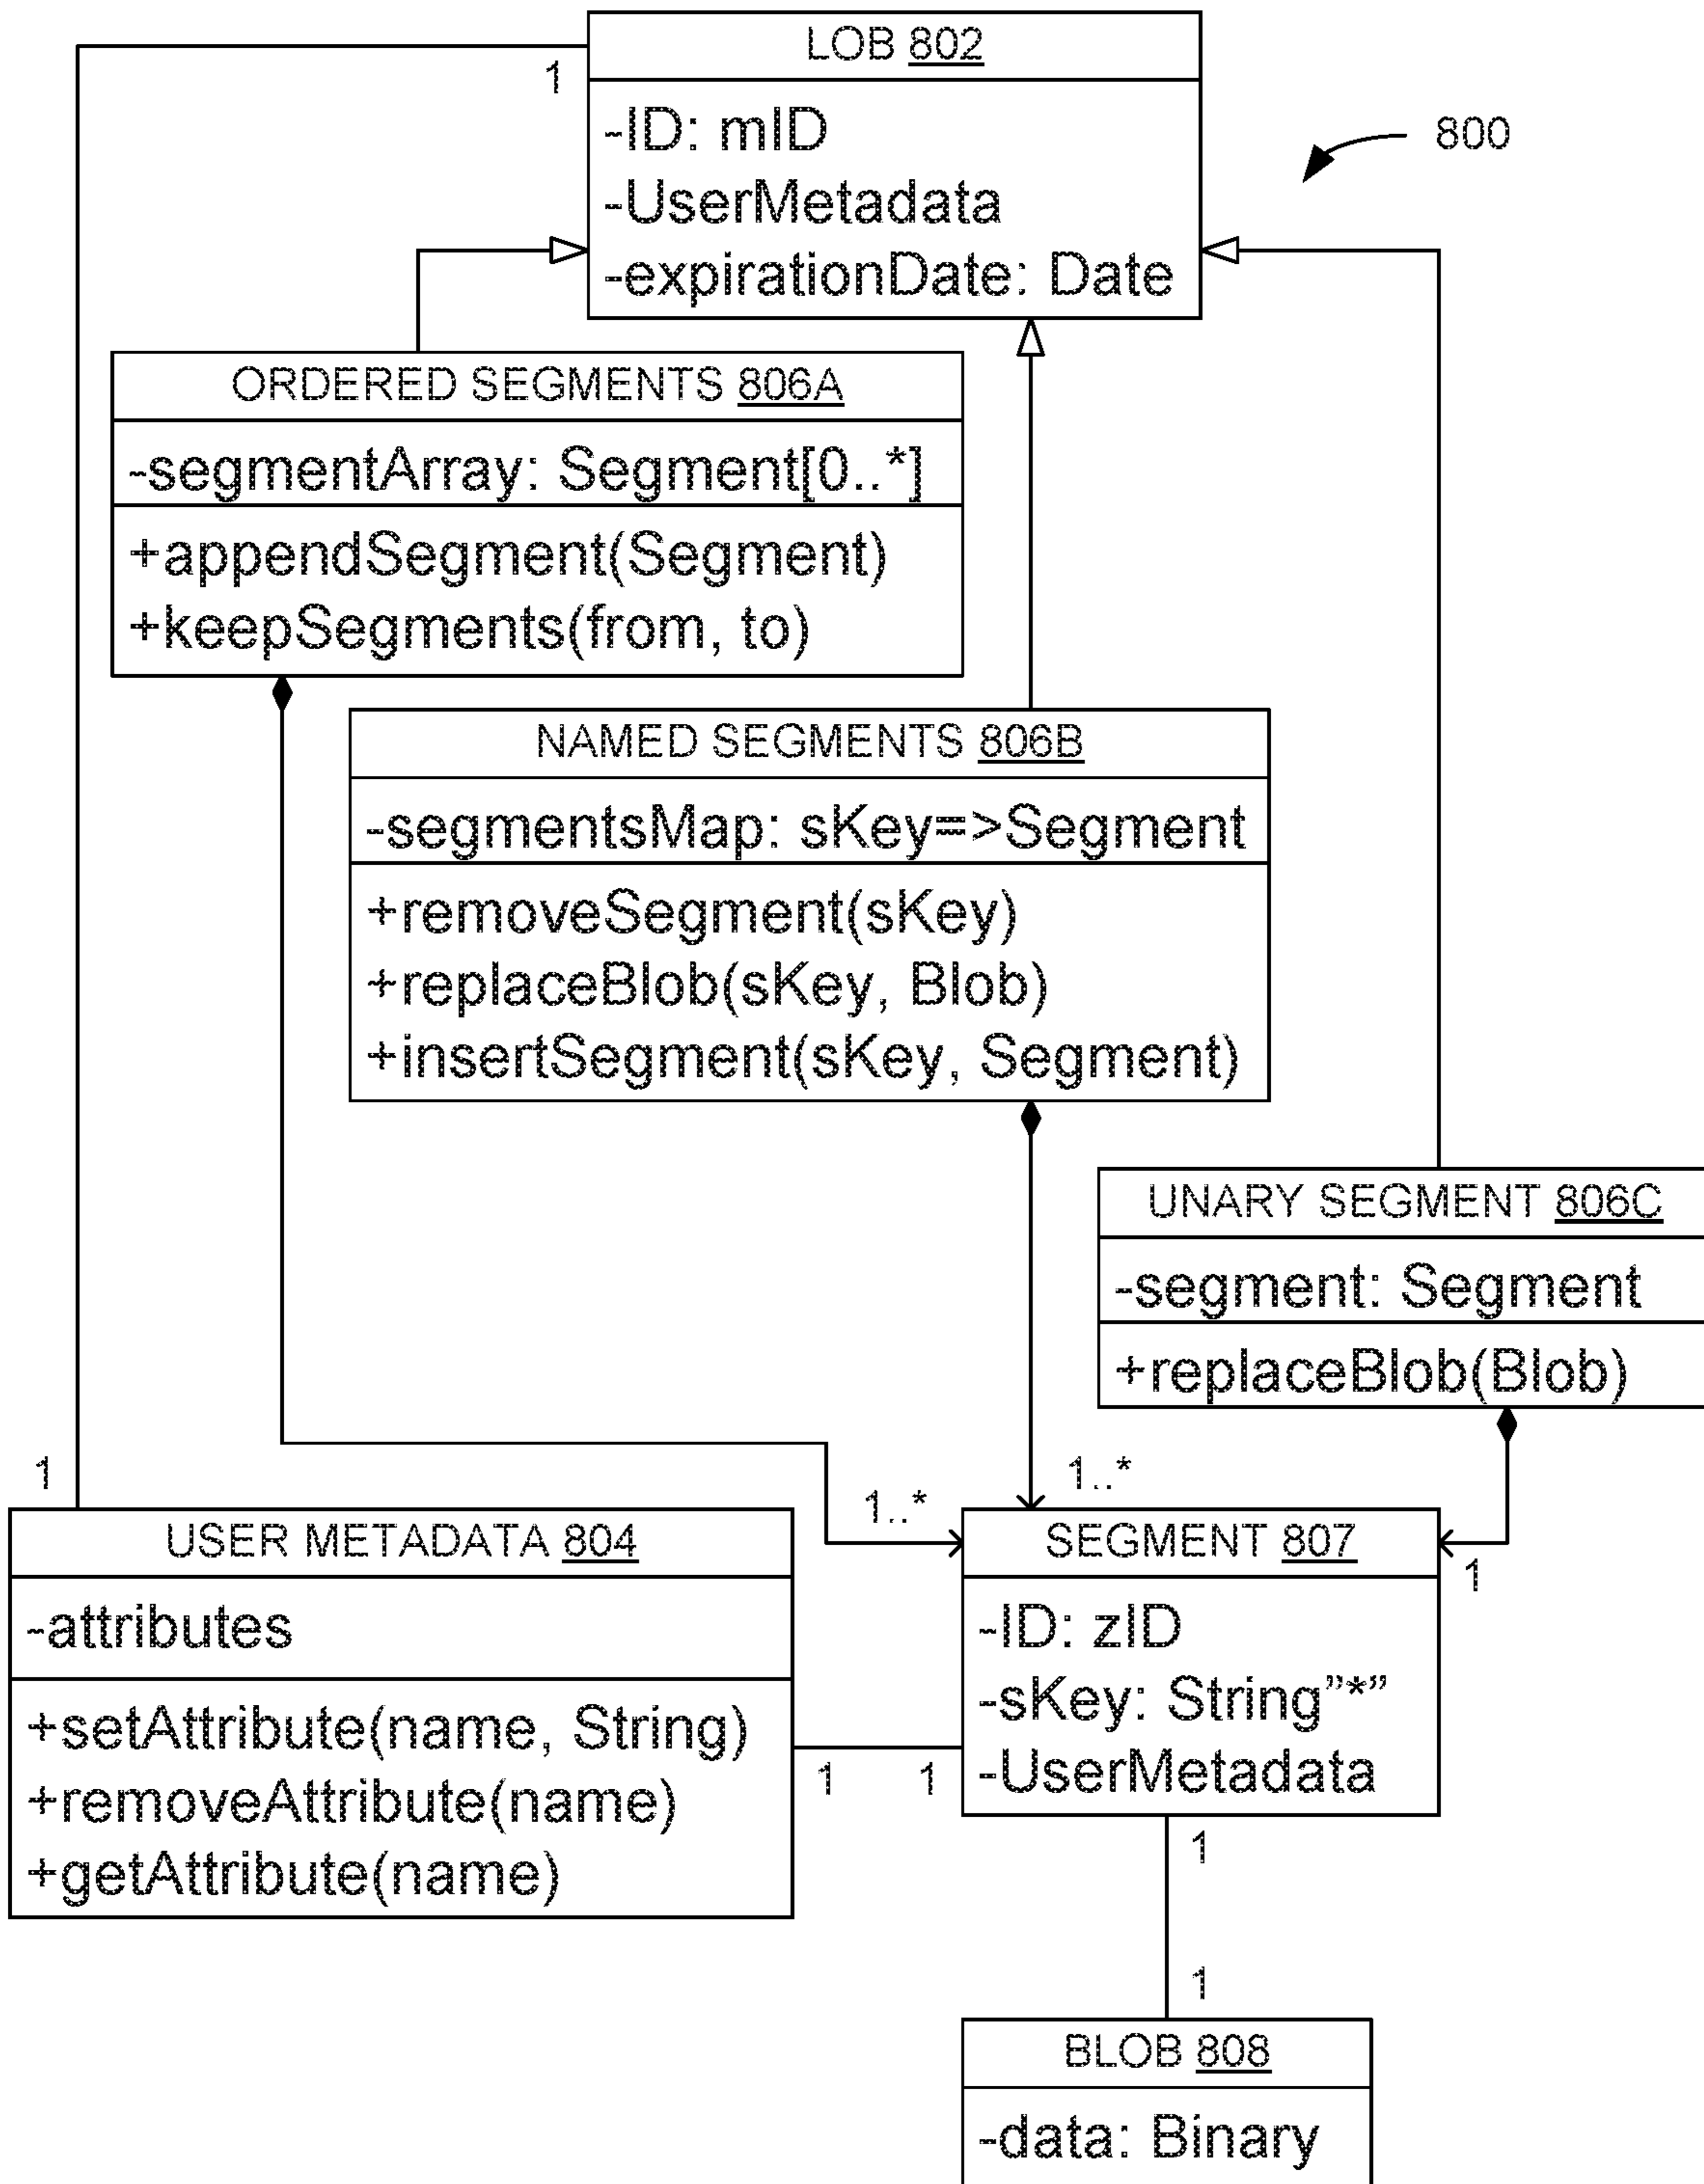 LOB 802
1
-ID: mID
-UserMetadata
-expirationDate: Date
800
ORDERED SEGMENTS 806A
-segmentArray: Segment[0..*]
+appendSegment(Segment)
+keepSegments(from, to)
NAMED SEGMENTS 806B
-segmentsMap: sKey=>Segment
+removeSegment(sKey)
+replaceBlob(sKey, Blob)
+insertSegment(sKey, Segment)
UNARY SEGMENT 806C
-segment: Segment
+replaceBlob(Blob)
1
1..*
1..*
1
USER METADATA 804
-attributes
+setAttribute(name, String)
+removeAttribute(name)
+getAttribute(name)
1
1
SEGMENT 807
-ID: zID
-sKey: String”*”
-UserMetadata
1
1
BLOB 808
-data: Binary